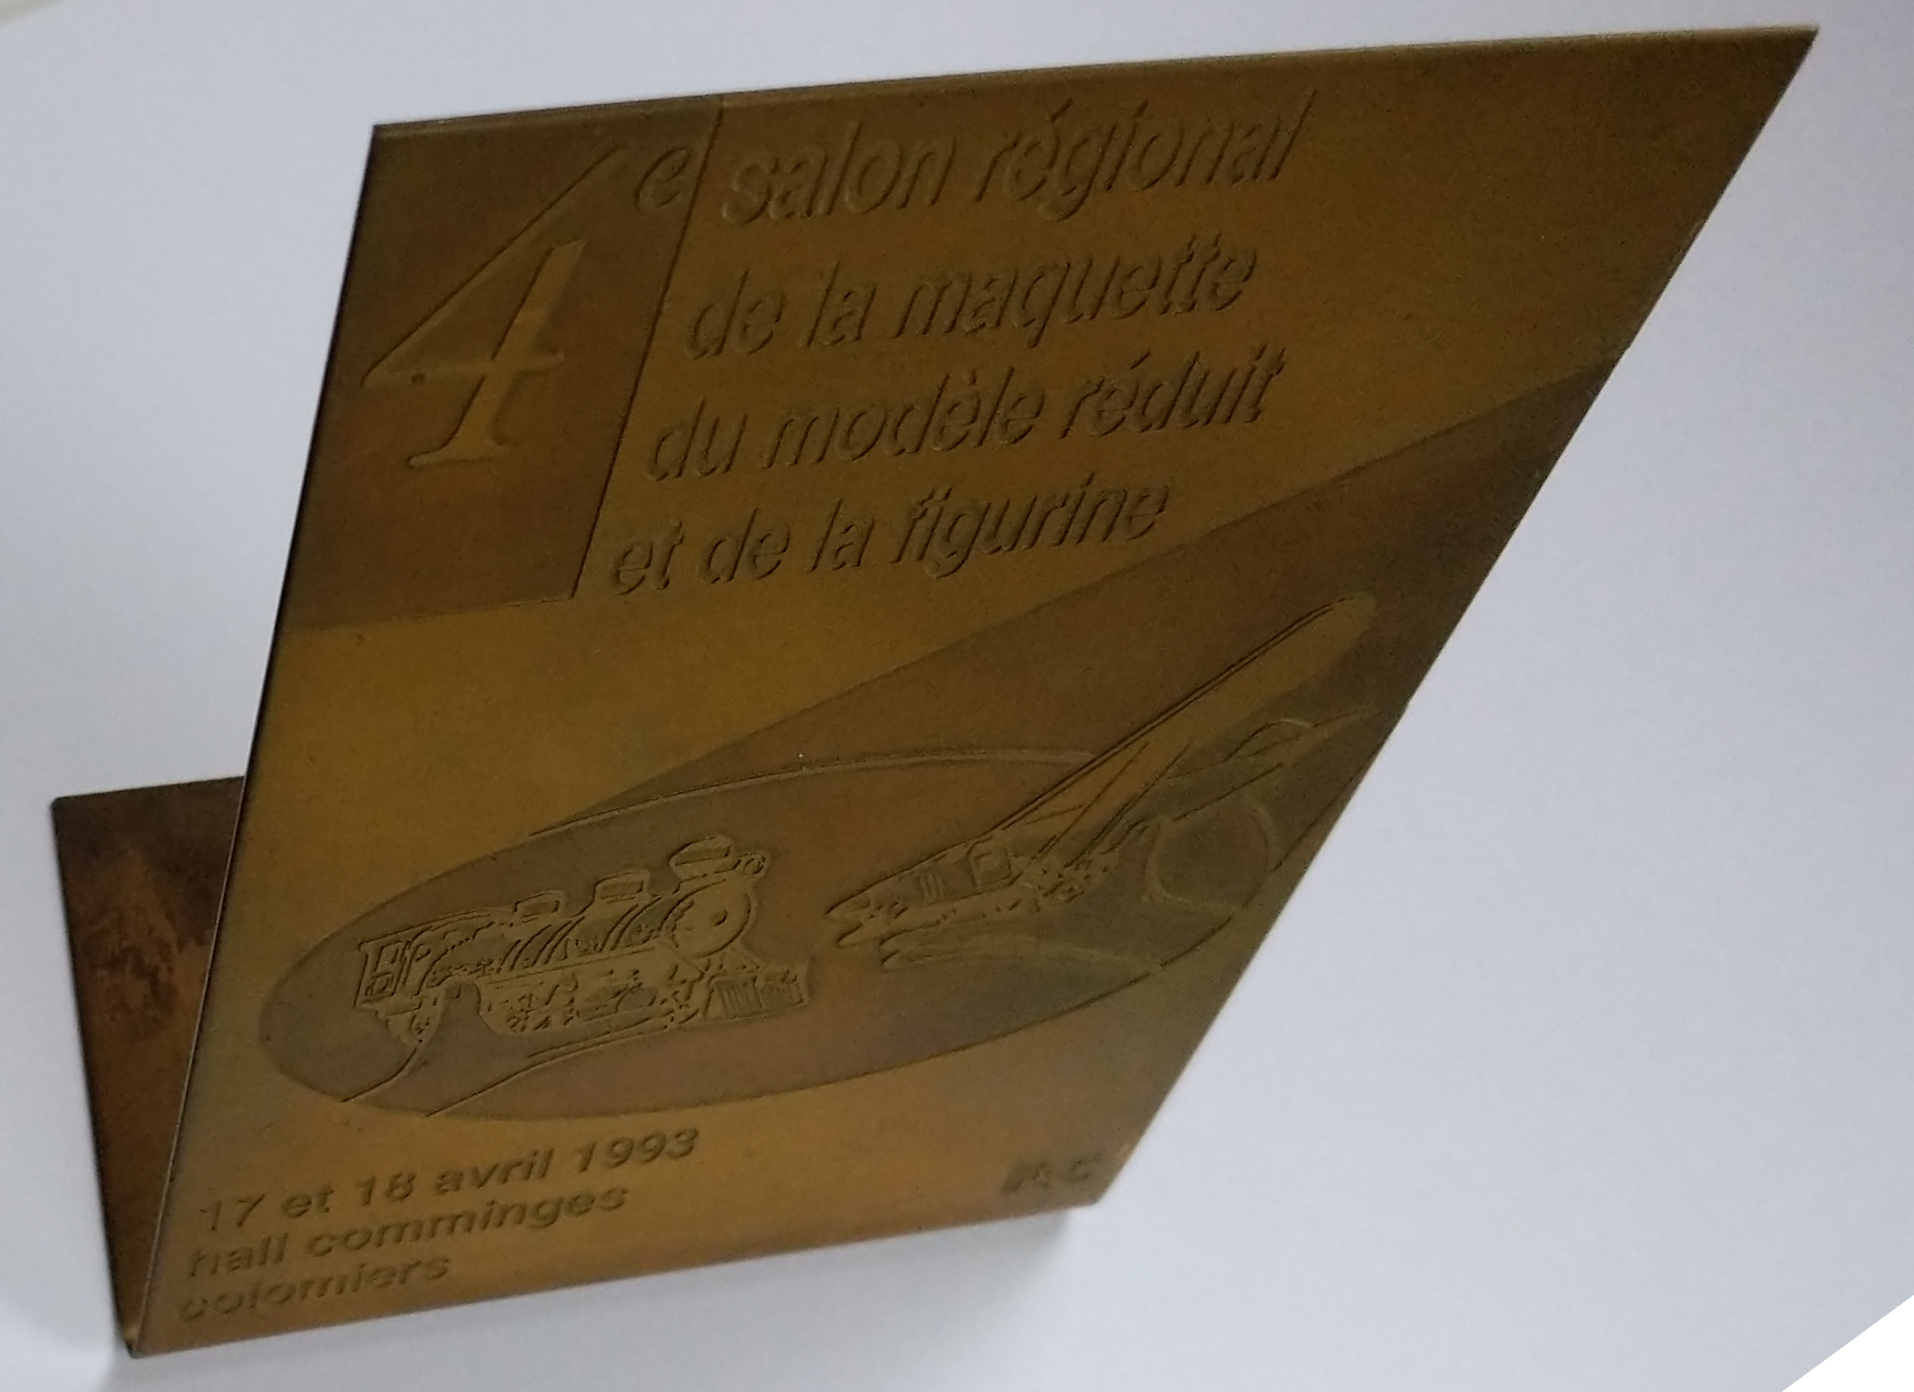 4e salon régional
de la maquette
du modèle réduit
et de la figurine
17 et 18 avril 1993
hall comminges
colomiers